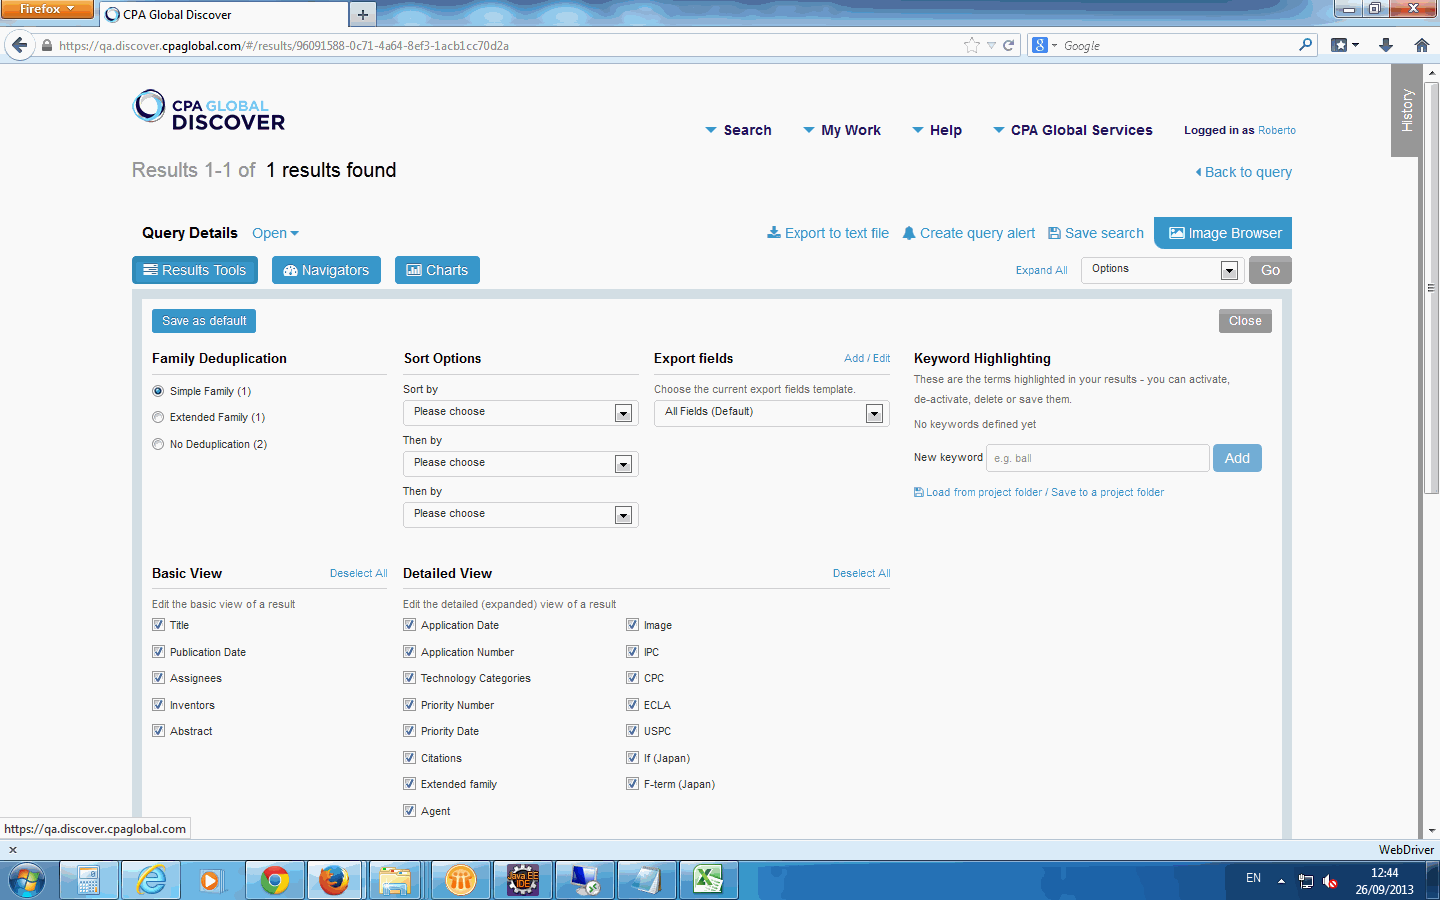 Firefox
CPA Global Discover
https://qa.discover.cpaglobal.com/#/results/96091588-0c71-4a64-8ef3-1acb1cc70d2a
Google
History
CPA GLOBAL
DISCOVER
Search My Work Help CPA Global Services Logged in as Roberto
Results 1-1 of 1 results found
Back to query
Query Details Open
Export to text file Create query alert Save search Image Browser
Results Tools Navigators Charts
Expand All Options Go
Save as default Close
Family Deduplication
Simple Family (1)
Extended Family (1)
No Deduplication (2)
Sort Options
Sort by
Please choose
Then by
Please choose
Then by
Please choose
Export fields Add / Edit
Choose the current export fields template.
All Fields (Default)
Keyword Highlighting
These are the terms highlighted in your results - you can activate,
de-activate, delete or save them.
No keywords defined yet
New keyword e.g. ball Add
Load from project folder / Save to a project folder
Basic View Deselect All
Edit the basic view of a result
Title
Publication Date
Assignees
Inventors
Abstract
Detailed View Deselect All
Edit the detailed (expanded) view of a result
Application Date
Application Number
Technology Categories
Priority Number
Priority Date
Citations
Extended family
Agent
Image
IPC
CPC
ECLA
USPC
If (Japan)
F-term (Japan)
https://qa.discover.cpaglobal.com
WebDriver
Java EE
IDE
EN
12:44
26/09/2013